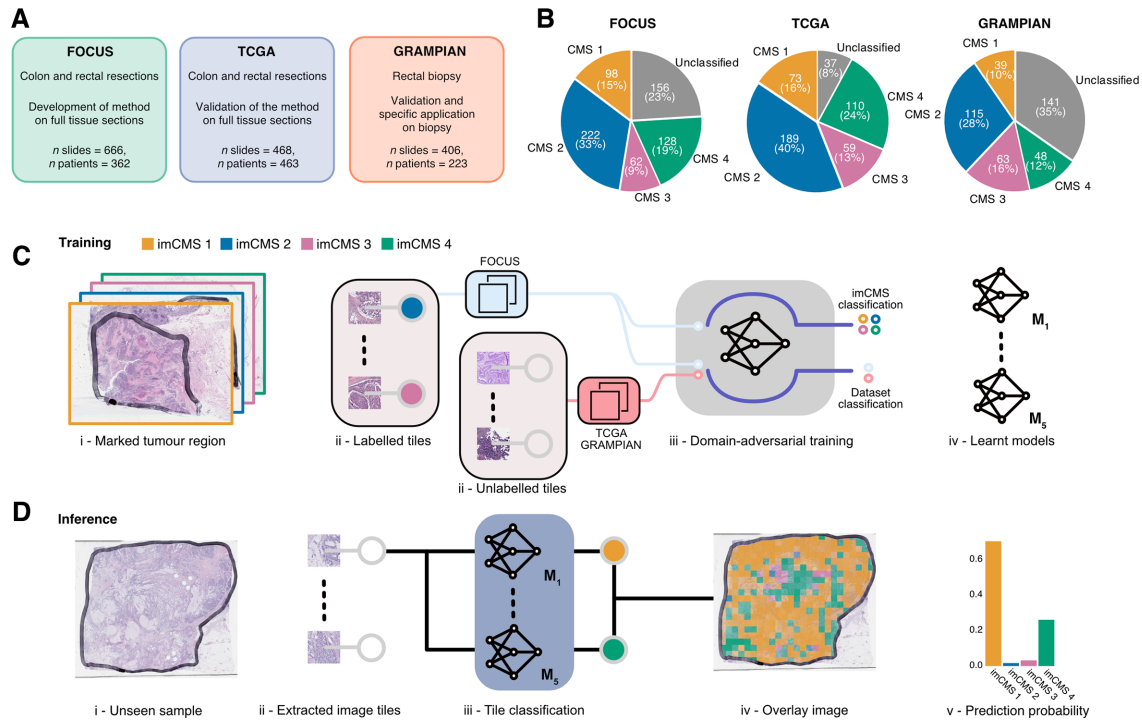 A
FOCUS
Colon and rectal resections
Development of method
on full tissue sections
n slides = 666,
n patients = 362
TCGA
Colon and rectal resections
Validation of the method
on full tissue sections
n slides = 468,
n patients = 463
GRAMPIAN
Rectal biopsy
Validation and
specific application
on biopsy
n slides = 406,
n patients = 223
B
FOCUS
CMS 1
98
(15%)
Unclassified
156
(23%)
CMS 2
222
(33%)
128
(19%)
CMS 4
62
(9%)
CMS 3
TCGA
CMS 1
73
(16%)
Unclassified
37
(8%)
CMS 4
110
(24%)
189
(40%)
CMS 2
59
(13%)
CMS 3
GRAMPIAN
CMS 1
39
(10%)
Unclassified
141
(35%)
CMS 2
115
(28%)
63
(16%)
CMS 3
48
(12%)
CMS 4
C
Training
imCMS 1
imCMS 2
imCMS 3
imCMS 4
i - Marked tumour region
ii - Labelled tiles
FOCUS
ii - Unlabelled tiles
TCGA
GRAMPIAN
iii - Domain-adversarial training
imCMS
classification
Dataset
classification
M1
M5
iv - Learnt models
D
Inference
i - Unseen sample
ii - Extracted image tiles
M1
M5
iii - Tile classification
iv - Overlay image
0.6
0.4
0.2
0.0
imCMS 1
imCMS 2
imCMS 3
imCMS 4
v - Prediction probability